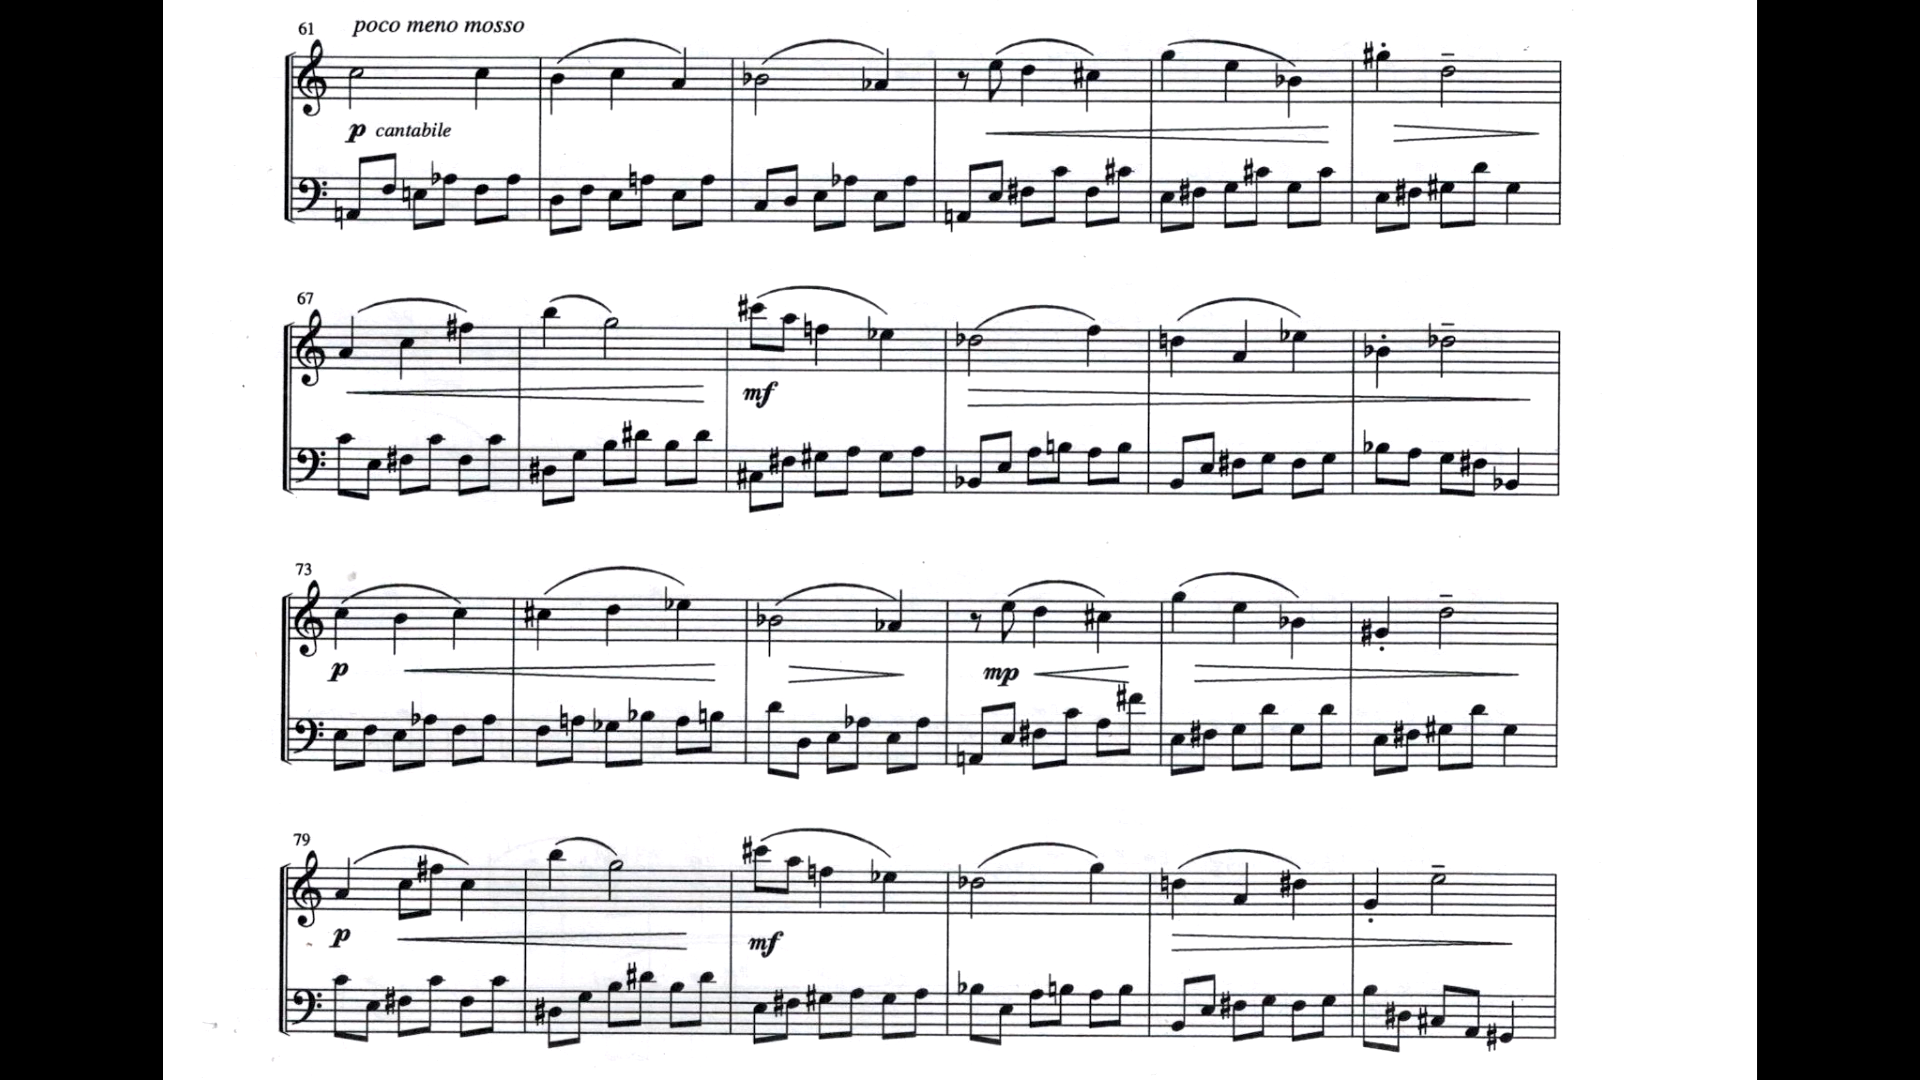 61 poco meno mosso
p cantabile
67
mf
73
p mp
79
p mf